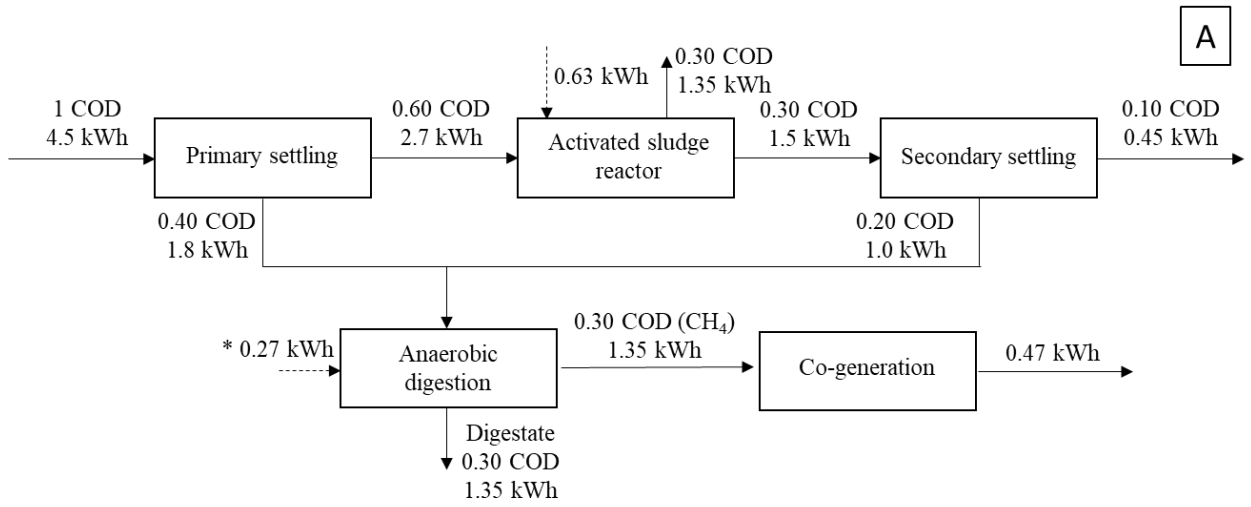 A
1 COD
4.5 kWh
Primary settling
0.60 COD
2.7 kWh
0.63 kWh
0.30 COD
1.35 kWh
Activated sludge
reactor
0.30 COD
1.5 kWh
Secondary settling
0.10 COD
0.45 kWh
0.40 COD
1.8 kWh
0.20 COD
1.0 kWh
* 0.27 kWh
Anaerobic
digestion
0.30 COD (CH₄)
1.35 kWh
Co-generation
0.47 kWh
Digestate
0.30 COD
1.35 kWh